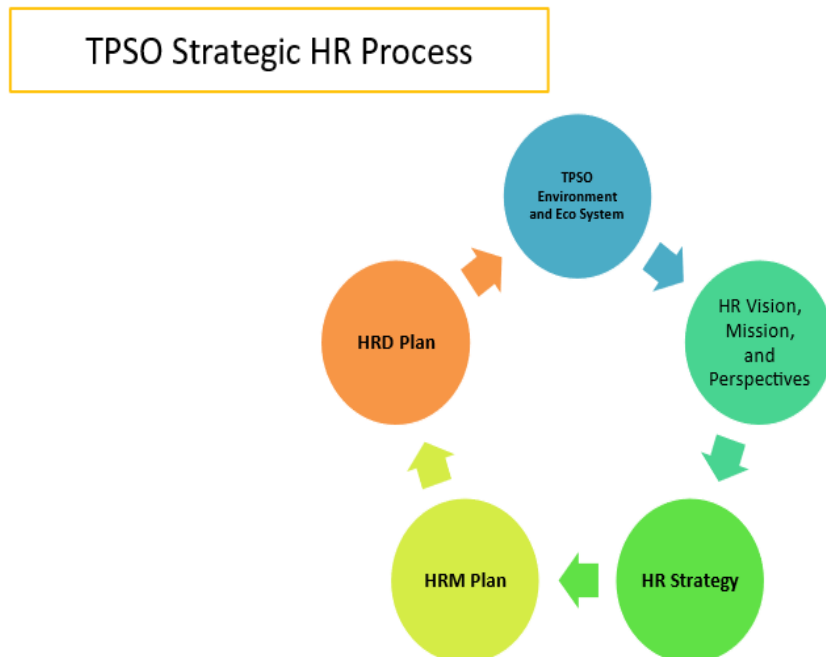 TPSO Strategic HR Process
TPSO
Environment
and Eco System
HR Vision,
Mission,
and
Perspectives
HR Strategy
HRM Plan
HRD Plan